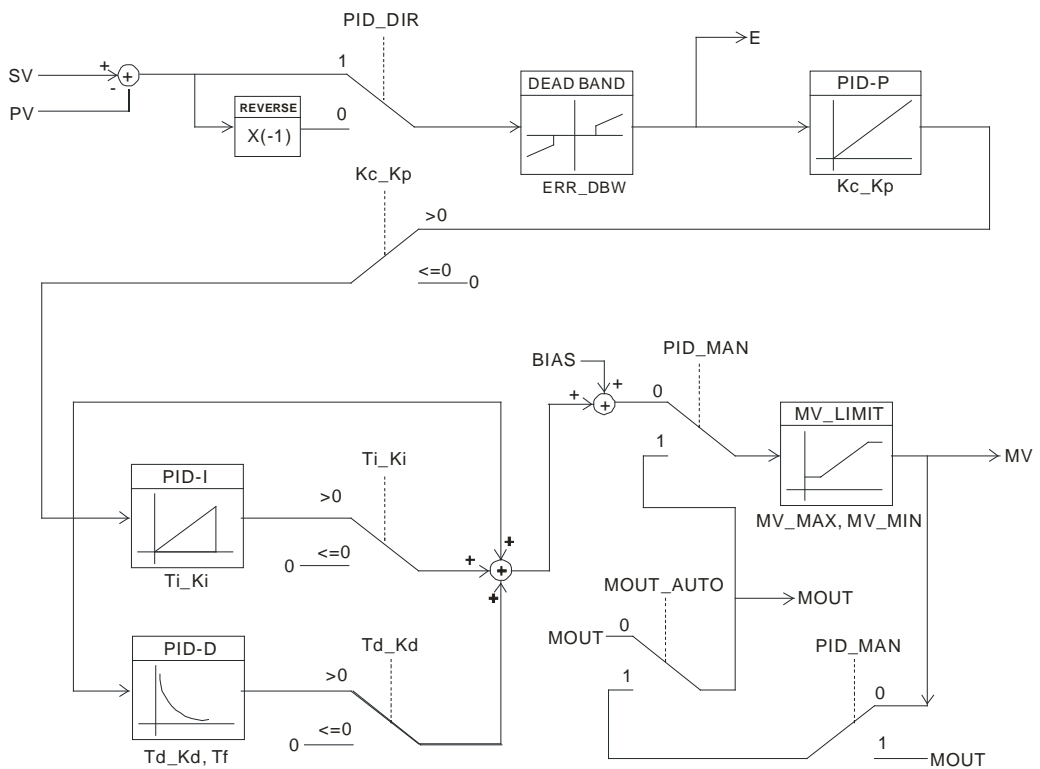 PID_DIR
E
SV
+
+
-
PV
1
REVERSE
X(-1)
0
DEAD BAND
ERR_DBW
PID-P
Kc_Kp
Kc_Kp
>0
<=0
0
PID_MAN
BIAS
+
+
+
0
1
MV_LIMIT
MV
MV_MAX, MV_MIN
PID-I
Ti_Ki
Ti_Ki
>0
0
<=0
+
+
+
+
MOUT_AUTO
MOUT
0
1
MOUT
PID-D
Td_Kd, Tf
Td_Kd
>0
0
<=0
PID_MAN
0
1
MOUT